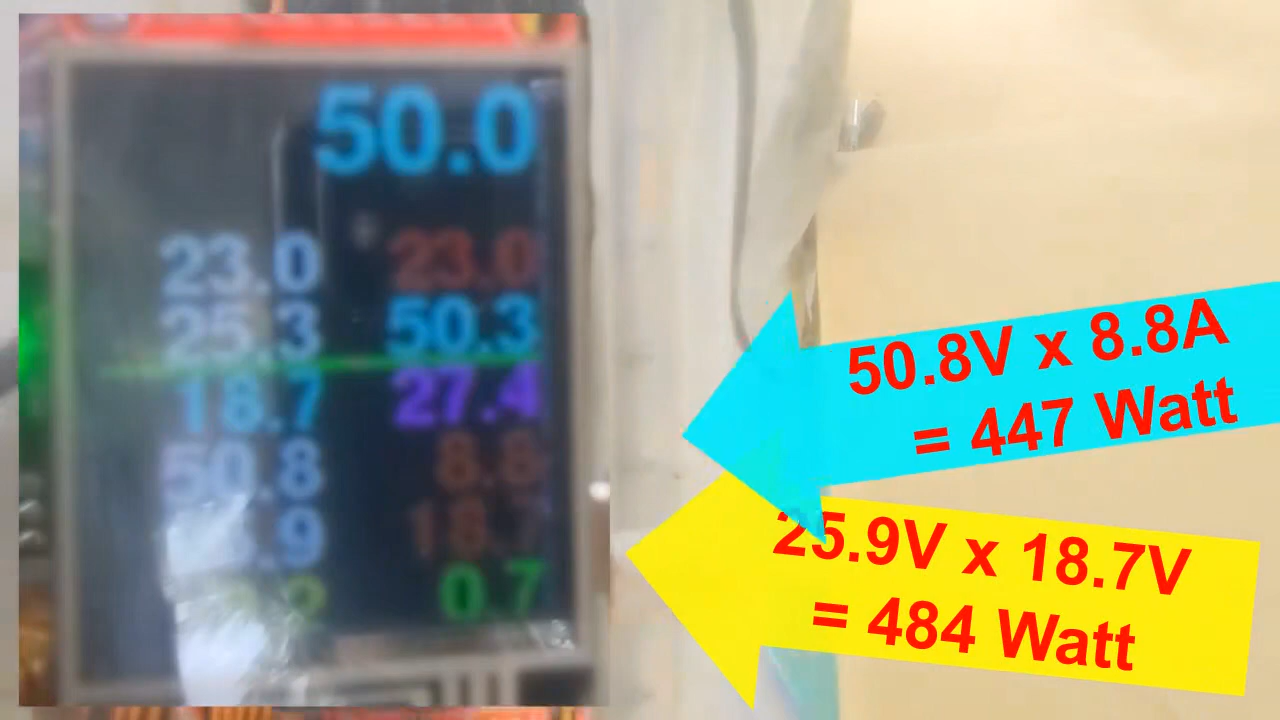 50.0
23.0 23.0
25.3 50.3
18.7 27.4
50.8 8.8
.9 18.7
0.7
50.8V x 8.8A
= 447 Watt
25.9V x 18.7V
= 484 Watt